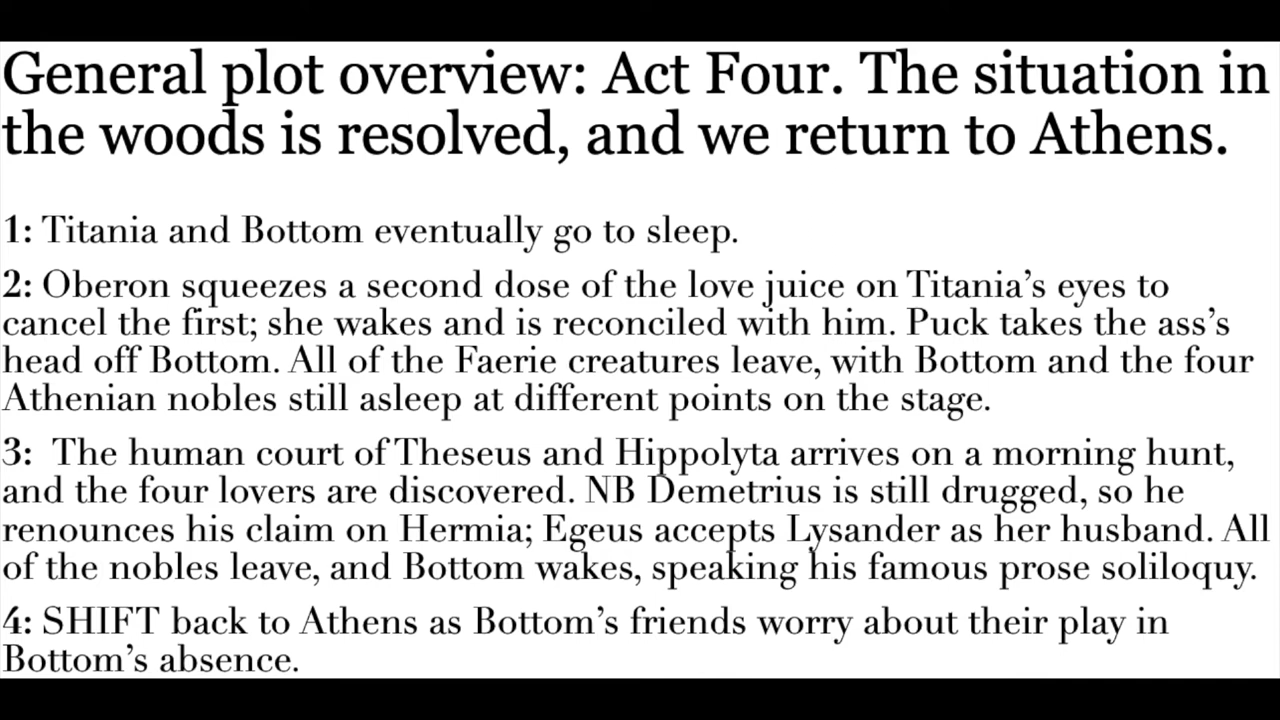 General plot overview: Act Four. The situation in
the woods is resolved, and we return to Athens.
1: Titania and Bottom eventually go to sleep.
2: Oberon squeezes a second dose of the love juice on Titania’s eyes to
cancel the first; she wakes and is reconciled with him. Puck takes the ass’s
head off Bottom. All of the Faerie creatures leave, with Bottom and the four
Athenian nobles still asleep at different points on the stage.
3: The human court of Theseus and Hippolyta arrives on a morning hunt,
and the four lovers are discovered. NB Demetrius is still drugged, so he
renounces his claim on Hermia; Egeus accepts Lysander as her husband. All
of the nobles leave, and Bottom wakes, speaking his famous prose soliloquy.
4: SHIFT back to Athens as Bottom’s friends worry about their play in
Bottom’s absence.